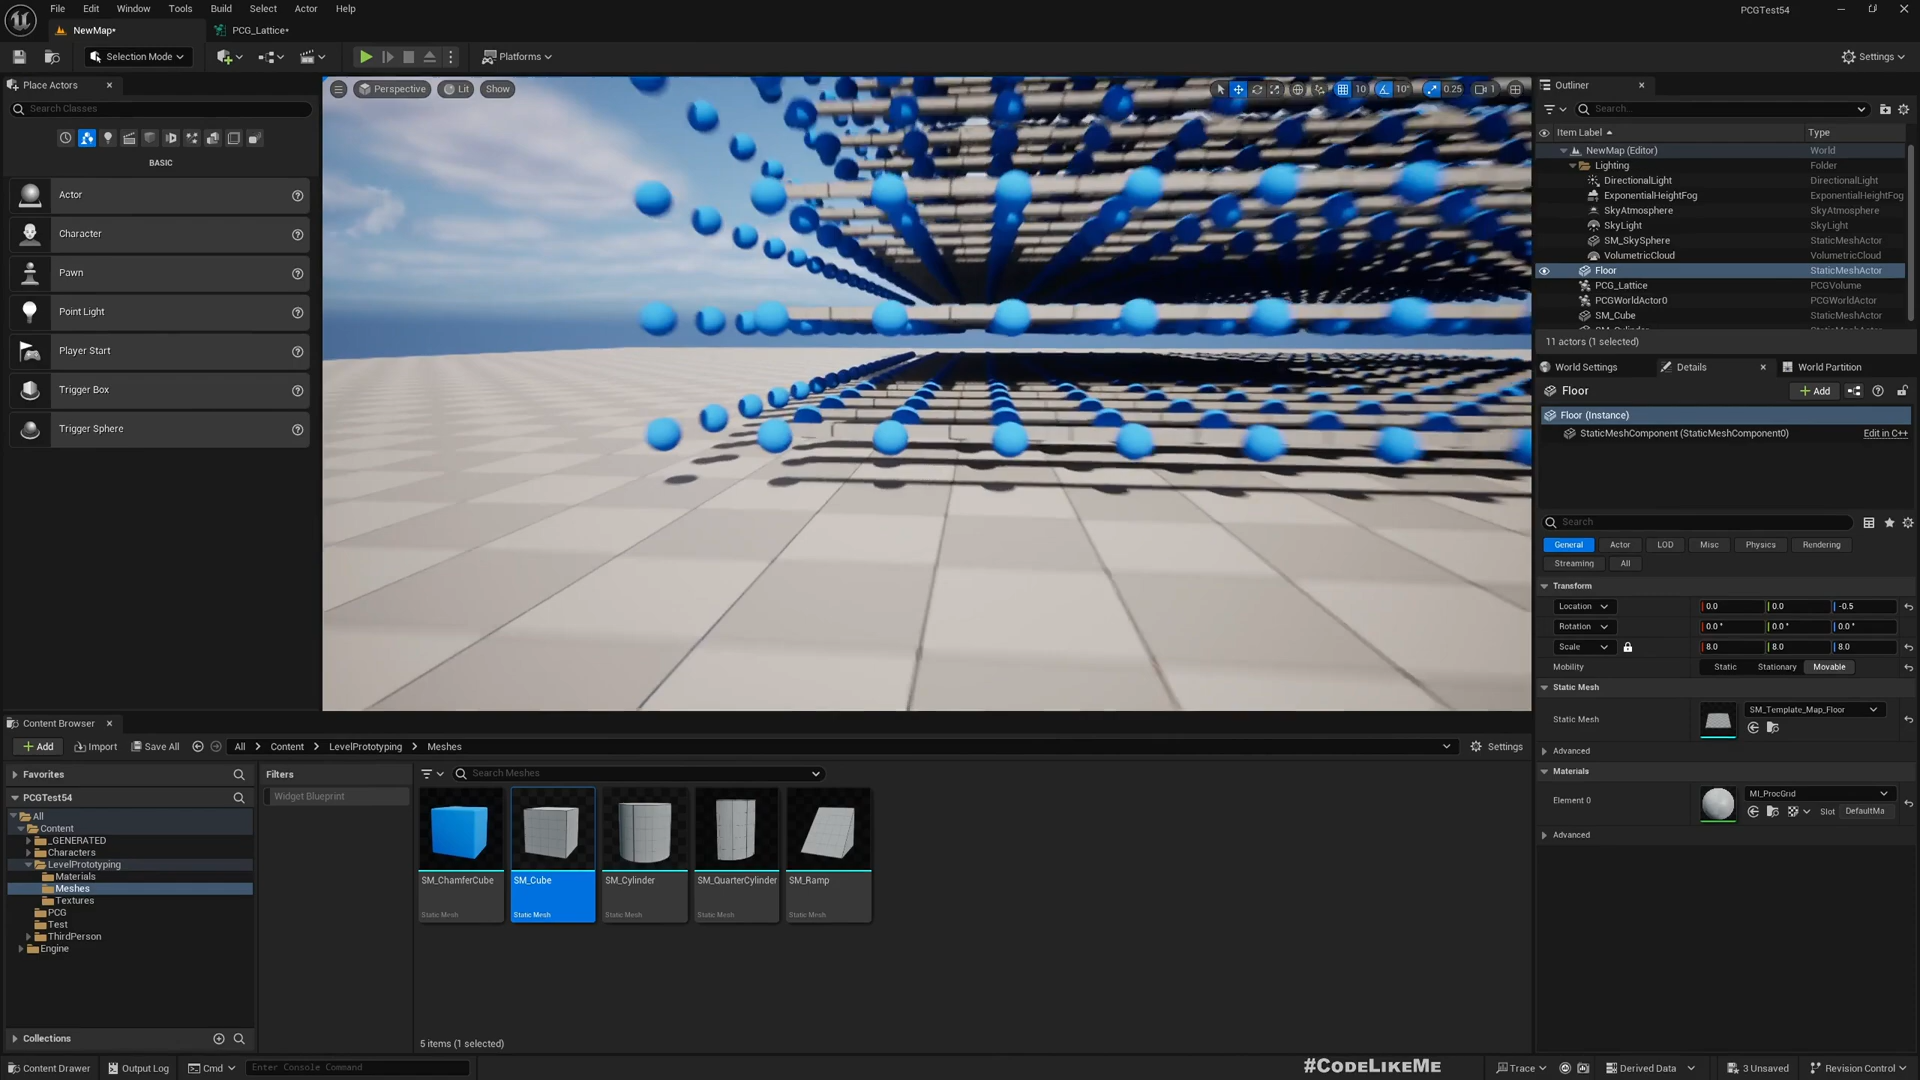 File Edit Window Tools Build Select Actor Help
PCGTest54
NewMap*
PCG_Lattice*
Selection Mode
Platforms
Settings
Place Actors
Search Classes
BASIC
Actor
Character
Pawn
Point Light
Player Start
Trigger Box
Trigger Sphere
Perspective Lit Show
10 10° 0.25 1
Outliner
Search...
Item Label Type
NewMap (Editor) World
Lighting Folder
DirectionalLight DirectionalLight
ExponentialHeightFog ExponentialHeightFog
SkyAtmosphere SkyAtmosphere
SkyLight SkyLight
SM_SkySphere StaticMeshActor
VolumetricCloud VolumetricCloud
Floor StaticMeshActor
PCG_Lattice PCGVolume
PCGWorldActor0 PCGWorldActor
SM_Cube StaticMeshActor
11 actors (1 selected)
World Settings Details World Partition
Floor
Add
Floor (Instance)
StaticMeshComponent (StaticMeshComponent0) Edit in C++
Search
General Actor LOD Misc Physics Rendering
Streaming All
Transform
Location 0.0 0.0 -0.5
Rotation 0.0° 0.0° 0.0°
Scale 8.0 8.0 8.0
Mobility Static Stationary Movable
Static Mesh
Static Mesh SM_Template_Map_Floor
Advanced
Materials
Element 0 MI_ProcGrid
Slot DefaultMa
Advanced
Content Browser
Add Import Save All All Content LevelPrototyping Meshes Settings
Favorites
PCGTest54
All
Content
_GENERATED
Characters
LevelPrototyping
Materials
Meshes
Textures
PCG
Test
ThirdPerson
Engine
Collections
Filters
Widget Blueprint
Search Meshes
SM_ChamferCube SM_Cube SM_Cylinder SM_QuarterCylinder SM_Ramp
Static Mesh Static Mesh Static Mesh Static Mesh Static Mesh
5 items (1 selected)
#CODELIKEME
Content Drawer Output Log Cmd Enter Console Command Trace Derived Data 3 Unsaved Revision Control